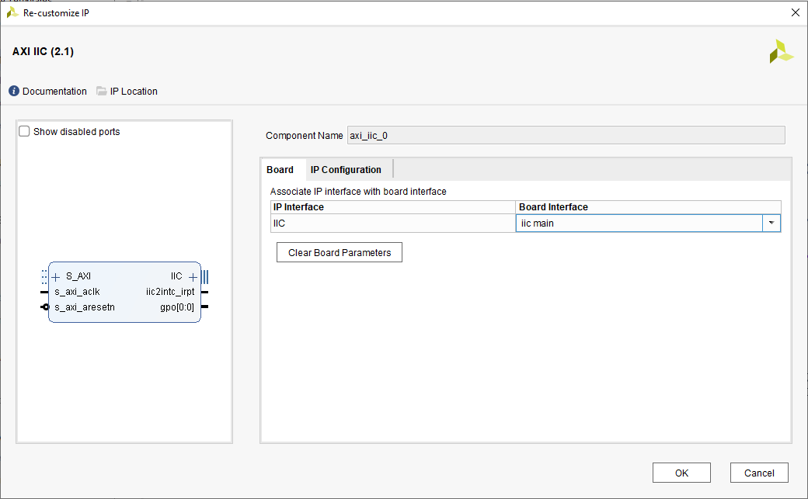 Re-customize IP
AXI IIC (2.1)
Documentation IP Location
Show disabled ports
S_AXI IIC
s_axi_aclk iic2intc_irpt
s_axi_aresetn gpo[0:0]
Component Name axi_iic_0
Board IP Configuration
Associate IP interface with board interface
IP Interface Board Interface
IIC iic main
Clear Board Parameters
OK Cancel